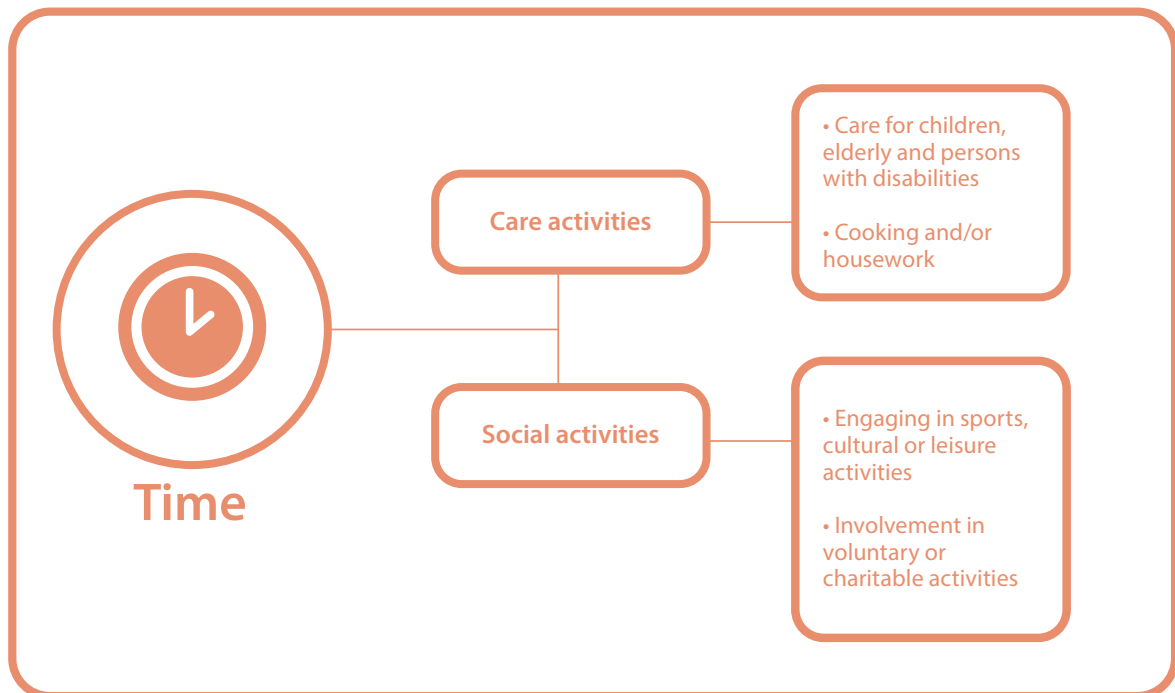 Time
Care activities
• Care for children,
elderly and persons
with disabilities
• Cooking and/or
housework
Social activities
• Engaging in sports,
cultural or leisure
activities
• Involvement in
voluntary or
charitable activities